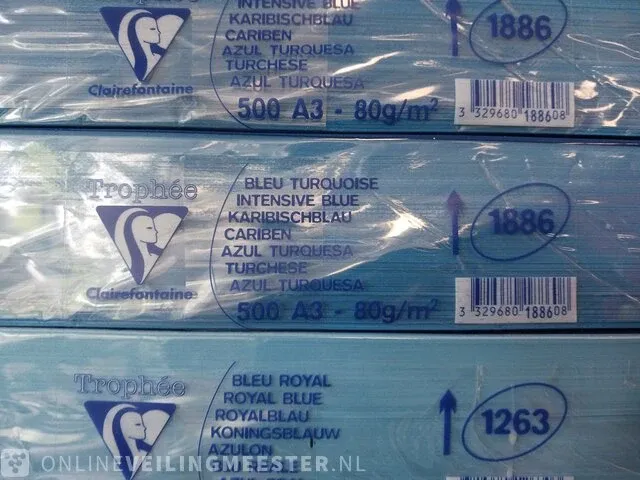 INTENSIVE BLUE
KARIBISCHBLAU
CARIBEN
AZUL TURQUESA
TURCHESE
AZUL TURQUESA
500 A3 - 80g/m²
Clairefontaine
1886
3 329680 188608
Trophée
Clairefontaine
BLEU TURQUOISE
INTENSIVE BLUE
KARIBISCHBLAU
CARIBEN
AZUL TURQUESA
TURCHESE
AZUL TURQUESA
500 A3 - 80g/m²
1886
3 329680 188608
Trophée
BLEU ROYAL
ROYAL BLUE
ROYALBLAU
KONINGSBLAUW
AZULON
1263
ONLINEVEILINGMEESTER.NL